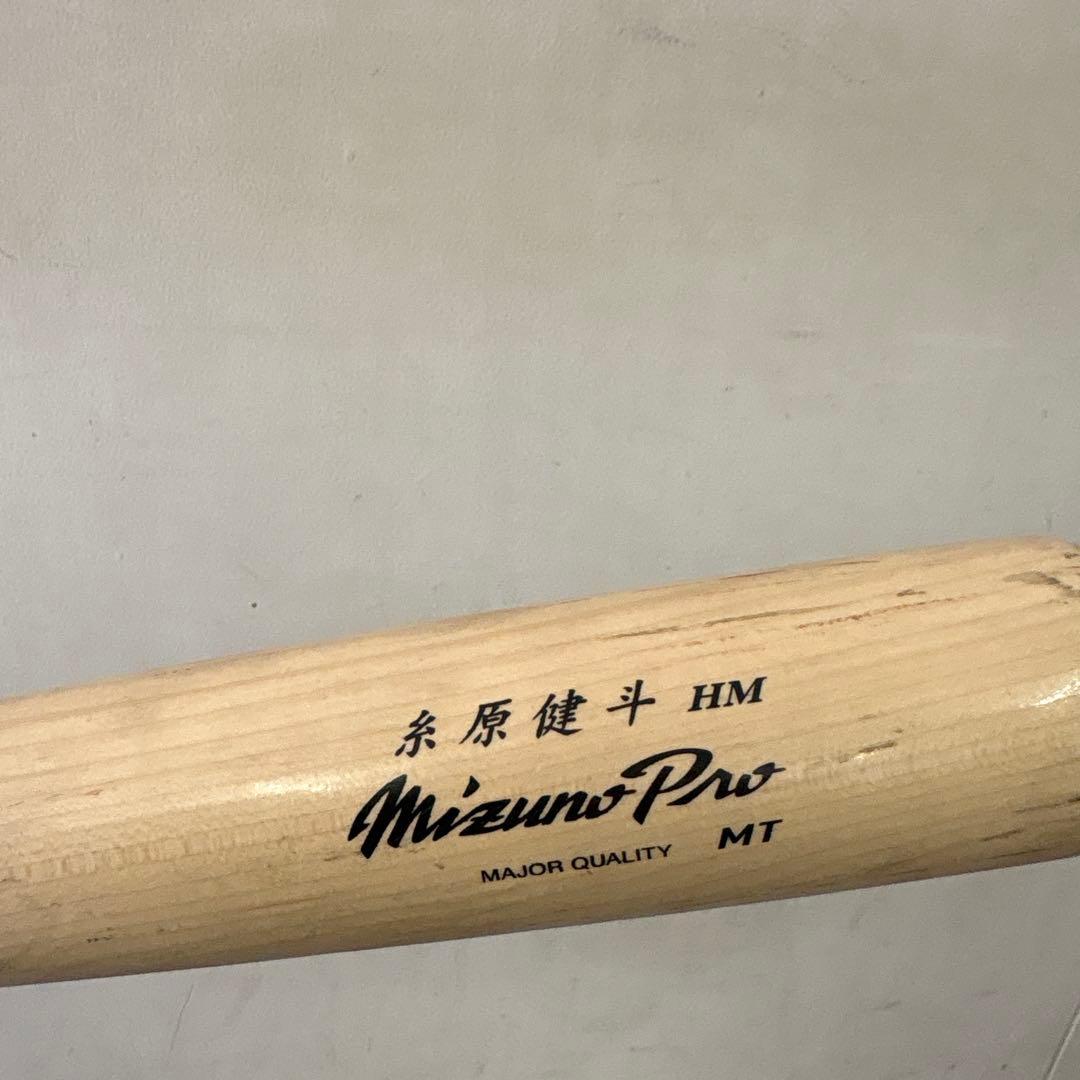 糸原健斗 HM
Mizuno Pro
MAJOR QUALITY MT